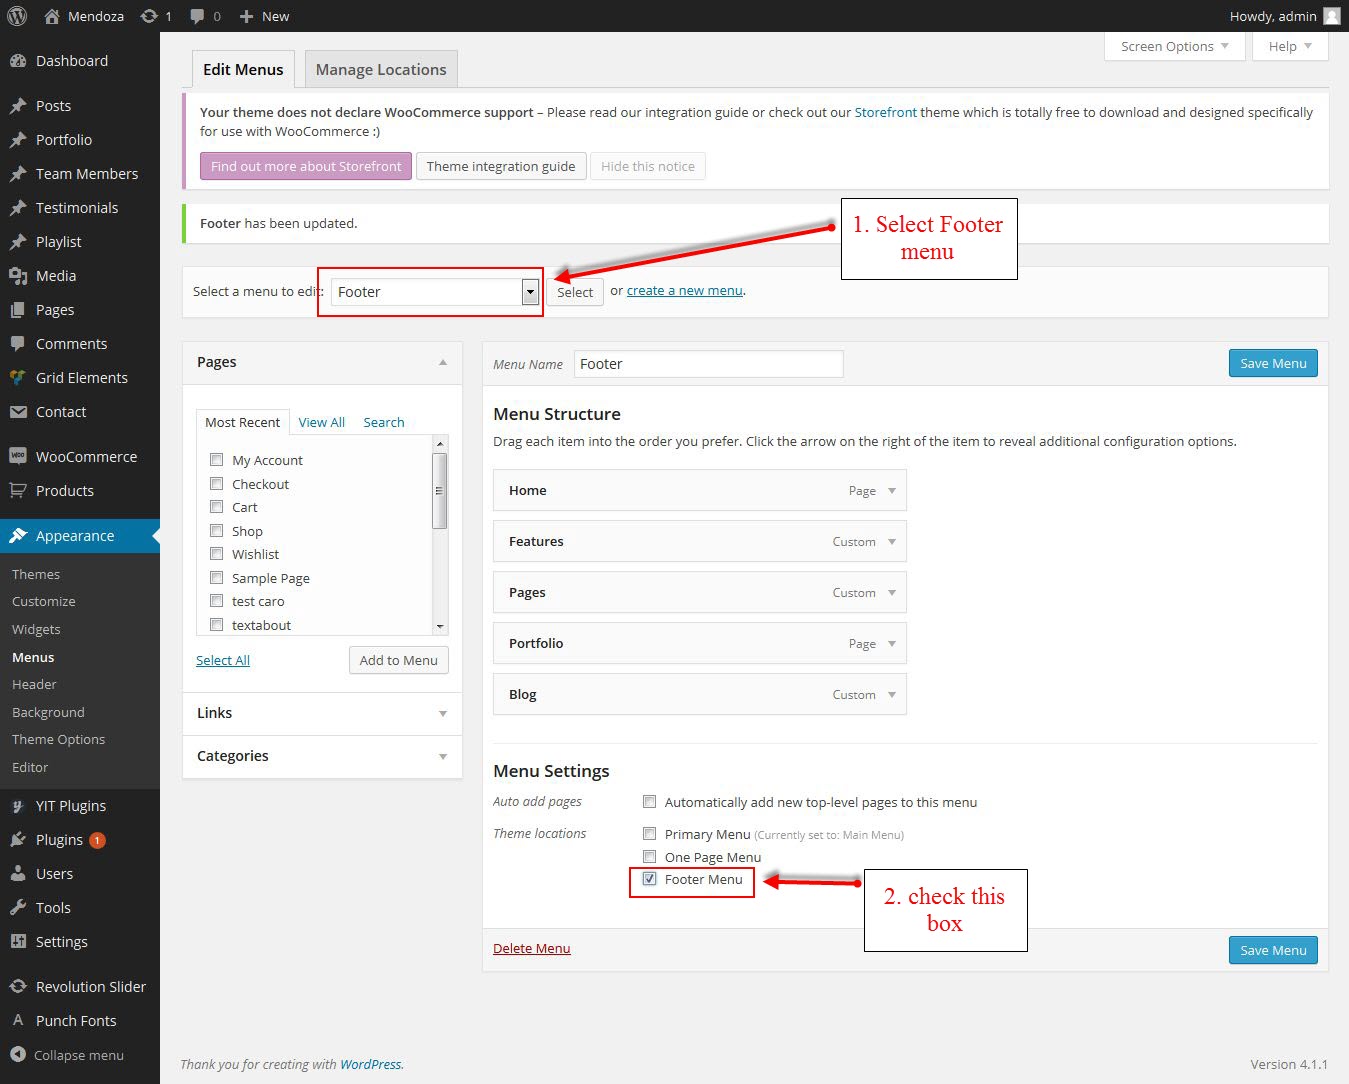 Mendoza 1 0 New Howdy, admin
Dashboard
Posts
Portfolio
Team Members
Testimonials
Playlist
Media
Pages
Comments
Grid Elements
Contact
WooCommerce
Products
Appearance
Themes
Customize
Widgets
Menus
Header
Background
Theme Options
Editor
YIT Plugins
Plugins 1
Users
Tools
Settings
Revolution Slider
Punch Fonts
Collapse menu
Screen Options Help
Edit Menus Manage Locations
Your theme does not declare WooCommerce support – Please read our integration guide or check out our Storefront theme which is totally free to download and designed specifically
for use with WooCommerce :)
Find out more about Storefront Theme integration guide Hide this notice
Footer has been updated.
1. Select Footer
menu
Select a menu to edit: Footer Select or create a new menu.
Pages
Most Recent View All Search
My Account
Checkout
Cart
Shop
Wishlist
Sample Page
test caro
textabout
Select All Add to Menu
Links
Categories
Menu Name Footer Save Menu
Menu Structure
Drag each item into the order you prefer. Click the arrow on the right of the item to reveal additional configuration options.
Home Page
Features Custom
Pages Custom
Portfolio Page
Blog Custom
Menu Settings
Auto add pages Automatically add new top-level pages to this menu
Theme locations Primary Menu (Currently set to: Main Menu)
One Page Menu
Footer Menu
2. check this
box
Delete Menu Save Menu
Thank you for creating with WordPress. Version 4.1.1